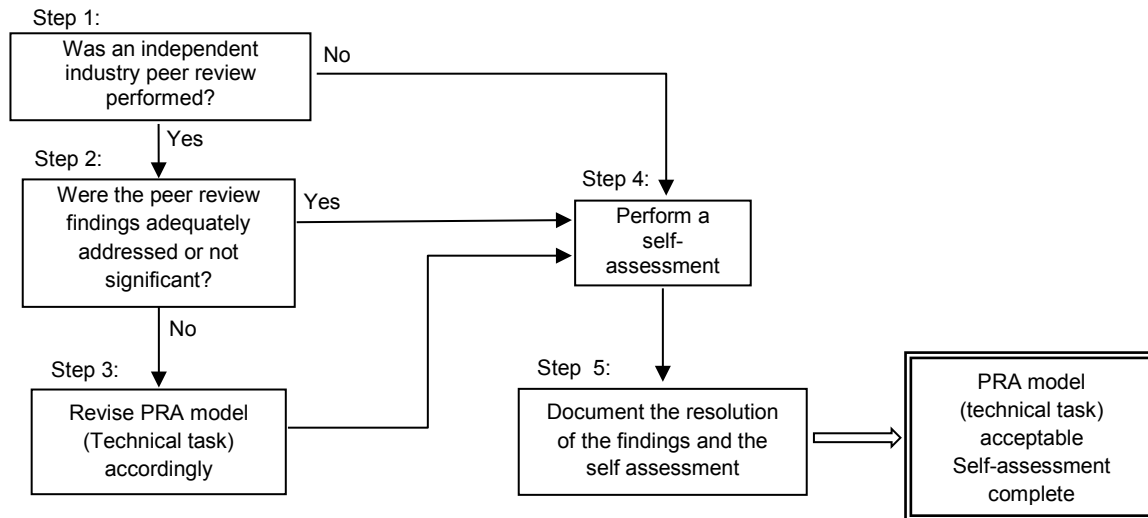 Step 1:
Was an independent
industry peer review
performed?
No
Yes
Step 2:
Were the peer review
findings adequately
addressed or not
significant?
Yes
No
Step 3:
Revise PRA model
(Technical task)
accordingly
Step 4:
Perform a
self-
assessment
Step 5:
Document the resolution
of the findings and the
self assessment
PRA model
(technical task)
acceptable
Self-assessment
complete